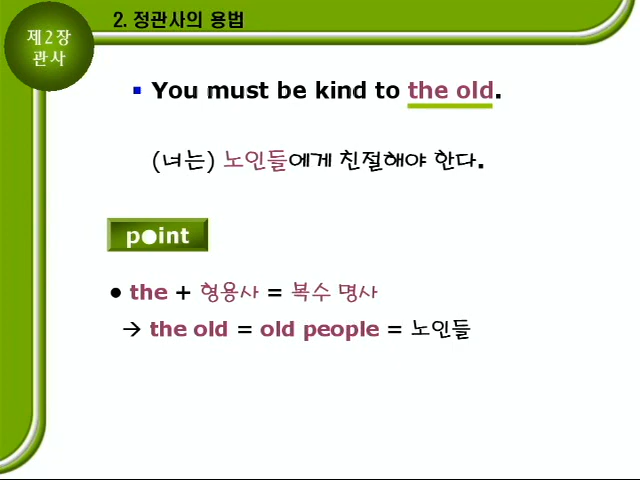 제2장
관사
2. 정관사의 용법
▪ You must be kind to the old.
(너는) 노인들에게 친절해야 한다.
point
● the + 형용사 = 복수 명사
→ the old = old people = 노인들